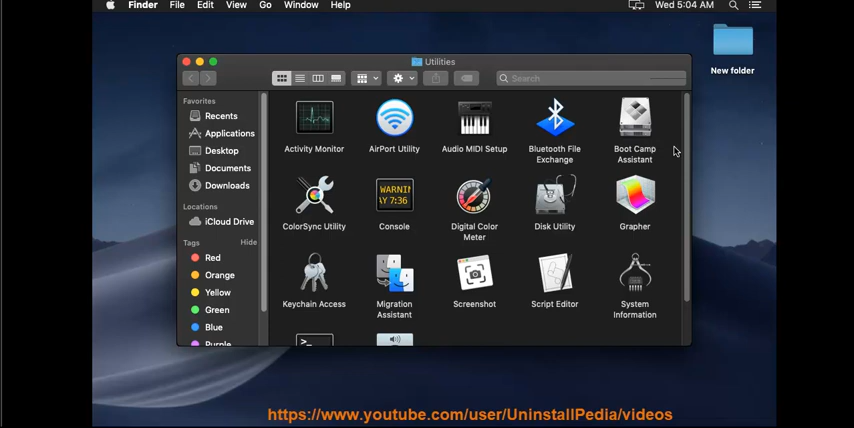 Finder File Edit View Go Window Help Wed 5:04 AM
Utilities
Search
New folder
Favorites
Recents
Applications
Desktop
Documents
Downloads
Locations
iCloud Drive
Tags Hide
Red
Orange
Yellow
Green
Blue
Purple
Activity Monitor
AirPort Utility
Audio MIDI Setup
Bluetooth File
Exchange
Boot Camp
Assistant
ColorSync Utility
WARNIN
AY 7:36
Console
Digital Color
Meter
Disk Utility
Grapher
Keychain Access
Migration
Assistant
Screenshot
Script Editor
System
Information
>_
https://www.youtube.com/user/UninstallPedia/videos